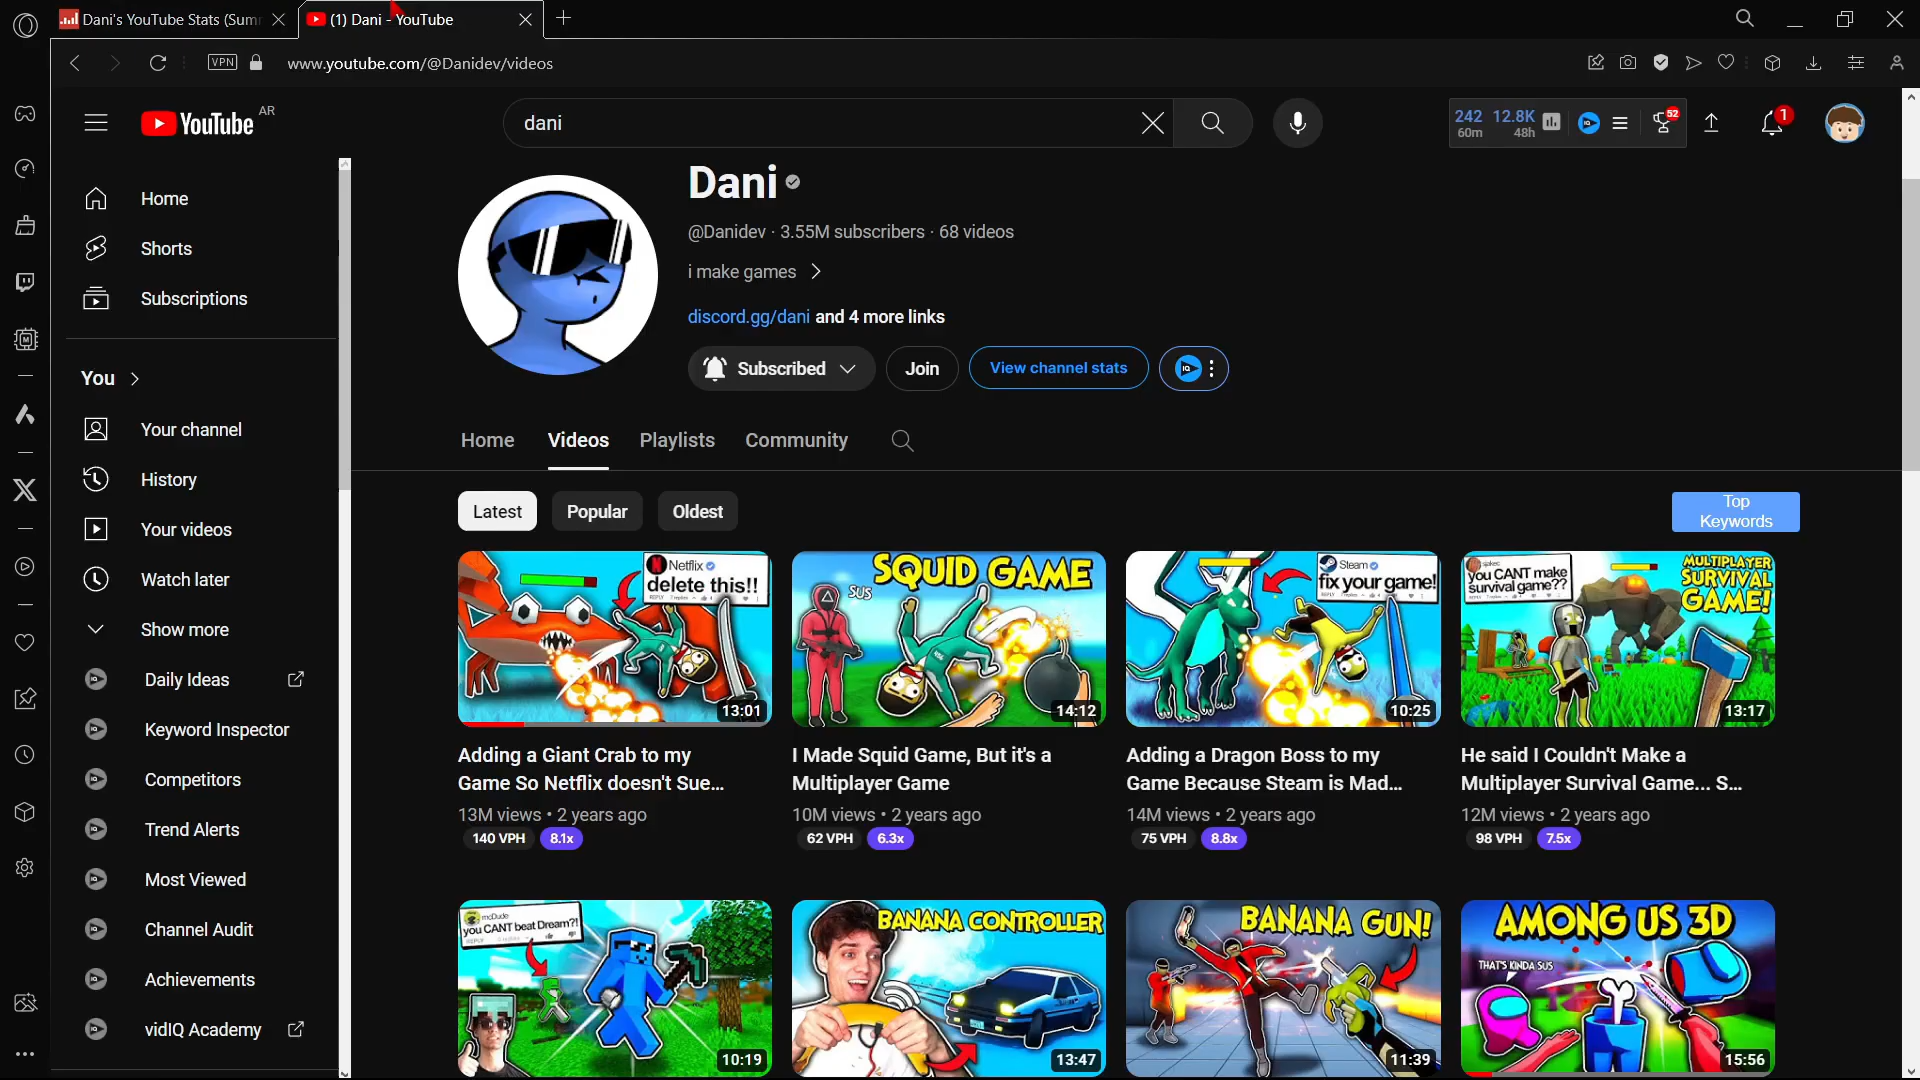 Dani's YouTube Stats (Sum
(1) Dani - YouTube
VPN
www.youtube.com/@Danidev/videos
YouTube AR
dani
242 12.8K
60m 48h
52
1
Home
Shorts
Subscriptions
You
Your channel
History
Your videos
Watch later
Show more
Daily Ideas
Keyword Inspector
Competitors
Trend Alerts
Most Viewed
Channel Audit
Achievements
vidIQ Academy
Dani
@Danidev · 3.55M subscribers · 68 videos
i make games
discord.gg/dani and 4 more links
Subscribed
Join
View channel stats
Home
Videos
Playlists
Community
Latest
Popular
Oldest
Top
Keywords
Netflix
delete this!!
13:01
SQUID GAME
SUS
14:12
Steam
fix your game!
10:25
you CANT make
survival game??
MULTIPLAYER
SURVIVAL
GAME!
13:17
Adding a Giant Crab to my
Game So Netflix doesn't Sue...
13M views • 2 years ago
140 VPH 8.1x
I Made Squid Game, But it's a
Multiplayer Game
10M views • 2 years ago
62 VPH 6.3x
Adding a Dragon Boss to my
Game Because Steam is Mad...
14M views • 2 years ago
75 VPH 8.8x
He said I Couldn't Make a
Multiplayer Survival Game... S...
12M views • 2 years ago
98 VPH 7.5x
mcDude
you CANT beat Dream?!
10:19
BANANA CONTROLLER
13:47
BANANA GUN!
11:39
AMONG US 3D
THAT'S KINDA SUS
15:56